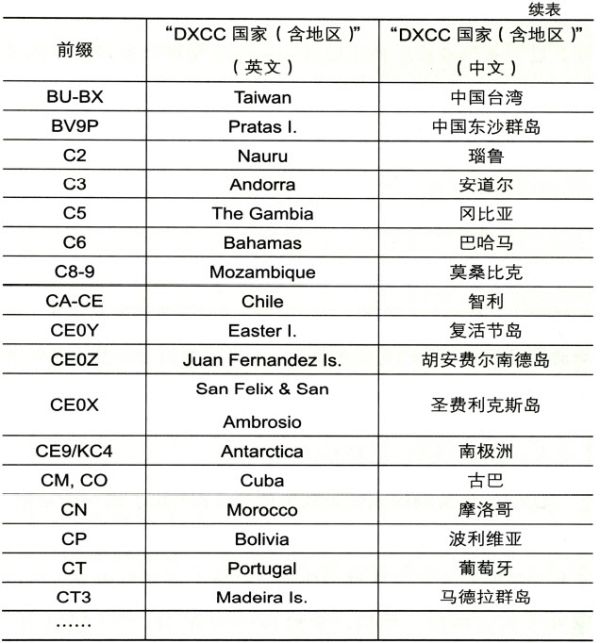 续表
前缀 “DXCC 国家（含地区）”（英文） “DXCC 国家（含地区）”（中文）
BU-BX Taiwan 中国台湾
BV9P Pratas I. 中国东沙群岛
C2 Nauru 瑙鲁
C3 Andorra 安道尔
C5 The Gambia 冈比亚
C6 Bahamas 巴哈马
C8-9 Mozambique 莫桑比克
CA-CE Chile 智利
CE0Y Easter I. 复活节岛
CE0Z Juan Fernandez Is. 胡安费尔南德岛
CE0X San Felix & San Ambrosio 圣费利克斯岛
CE9/KC4 Antarctica 南极洲
CM, CO Cuba 古巴
CN Morocco 摩洛哥
CP Bolivia 波利维亚
CT Portugal 葡萄牙
CT3 Madeira Is. 马德拉群岛
……